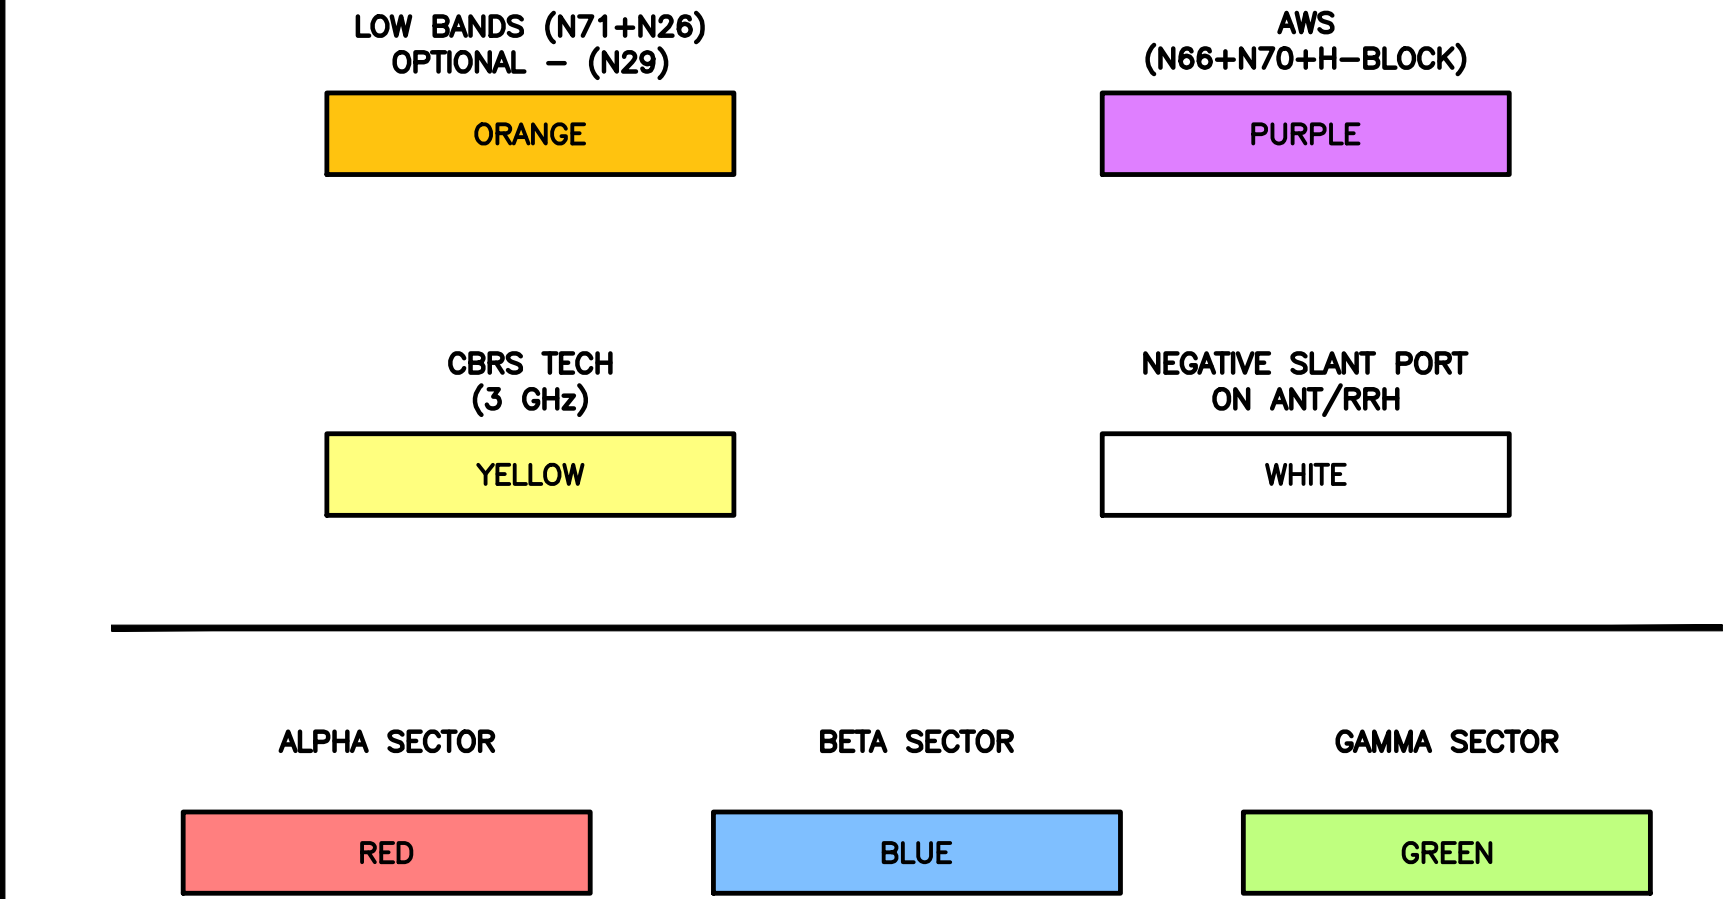 LOW BANDS (N71+N26)
OPTIONAL - (N29)
ORANGE
AWS
(N66+N70+H-BLOCK)
PURPLE
CBRS TECH
(3 GHz)
YELLOW
NEGATIVE SLANT PORT
ON ANT/RRH
WHITE
ALPHA SECTOR
RED
BETA SECTOR
BLUE
GAMMA SECTOR
GREEN